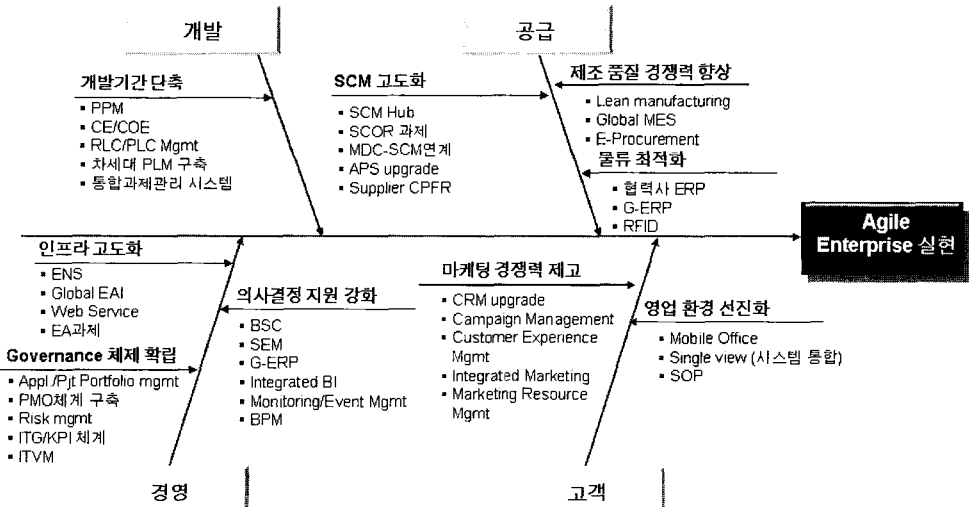 개발
공급
개발기간 단축
▪ PPM
▪ CE/COE
▪ RLC/PLC Mgmt
▪ 차세대 PLM 구축
▪ 통합과제관리 시스템
SCM 고도화
▪ SCM Hub
▪ SCOR 과제
▪ MDC-SCM연계
▪ APS upgrade
▪ Supplier CPFR
제조 품질 경쟁력 향상
▪ Lean manufacturing
▪ Global MES
▪ E-Procurement
물류 최적화
▪ 협력사 ERP
▪ G-ERP
▪ RFID
Agile
Enterprise 실현
인프라 고도화
▪ ENS
▪ Global EAI
▪ Web Service
▪ EA과제
Governance 체제 확립
▪ Appl/Pjt Portfolio mgmt
▪ PMO체계 구축
▪ Risk mgmt
▪ ITG/KPI 체계
▪ ITVM
의사결정 지원 강화
▪ BSC
▪ SEM
▪ G-ERP
▪ Integrated BI
▪ Monitoring/Event Mgmt
▪ BPM
마케팅 경쟁력 제고
▪ CRM upgrade
▪ Campaign Management
▪ Customer Experience
Mgmt
▪ Integrated Marketing
▪ Marketing Resource
Mgmt
영업 환경 선진화
▪ Mobile Office
▪ Single view (시스템 통합)
▪ SOP
경영
고객